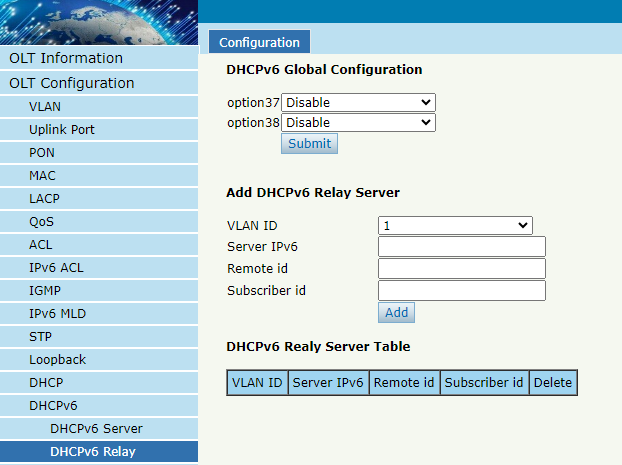 OLT Information
OLT Configuration
VLAN
Uplink Port
PON
MAC
LACP
QoS
ACL
IPv6 ACL
IGMP
IPv6 MLD
STP
Loopback
DHCP
DHCPv6
DHCPv6 Server
DHCPv6 Relay
Configuration
DHCPv6 Global Configuration
option37 Disable
option38 Disable
Submit
Add DHCPv6 Relay Server
VLAN ID 1
Server IPv6
Remote id
Subscriber id
Add
DHCPv6 Realy Server Table
VLAN ID Server IPv6 Remote id Subscriber id Delete